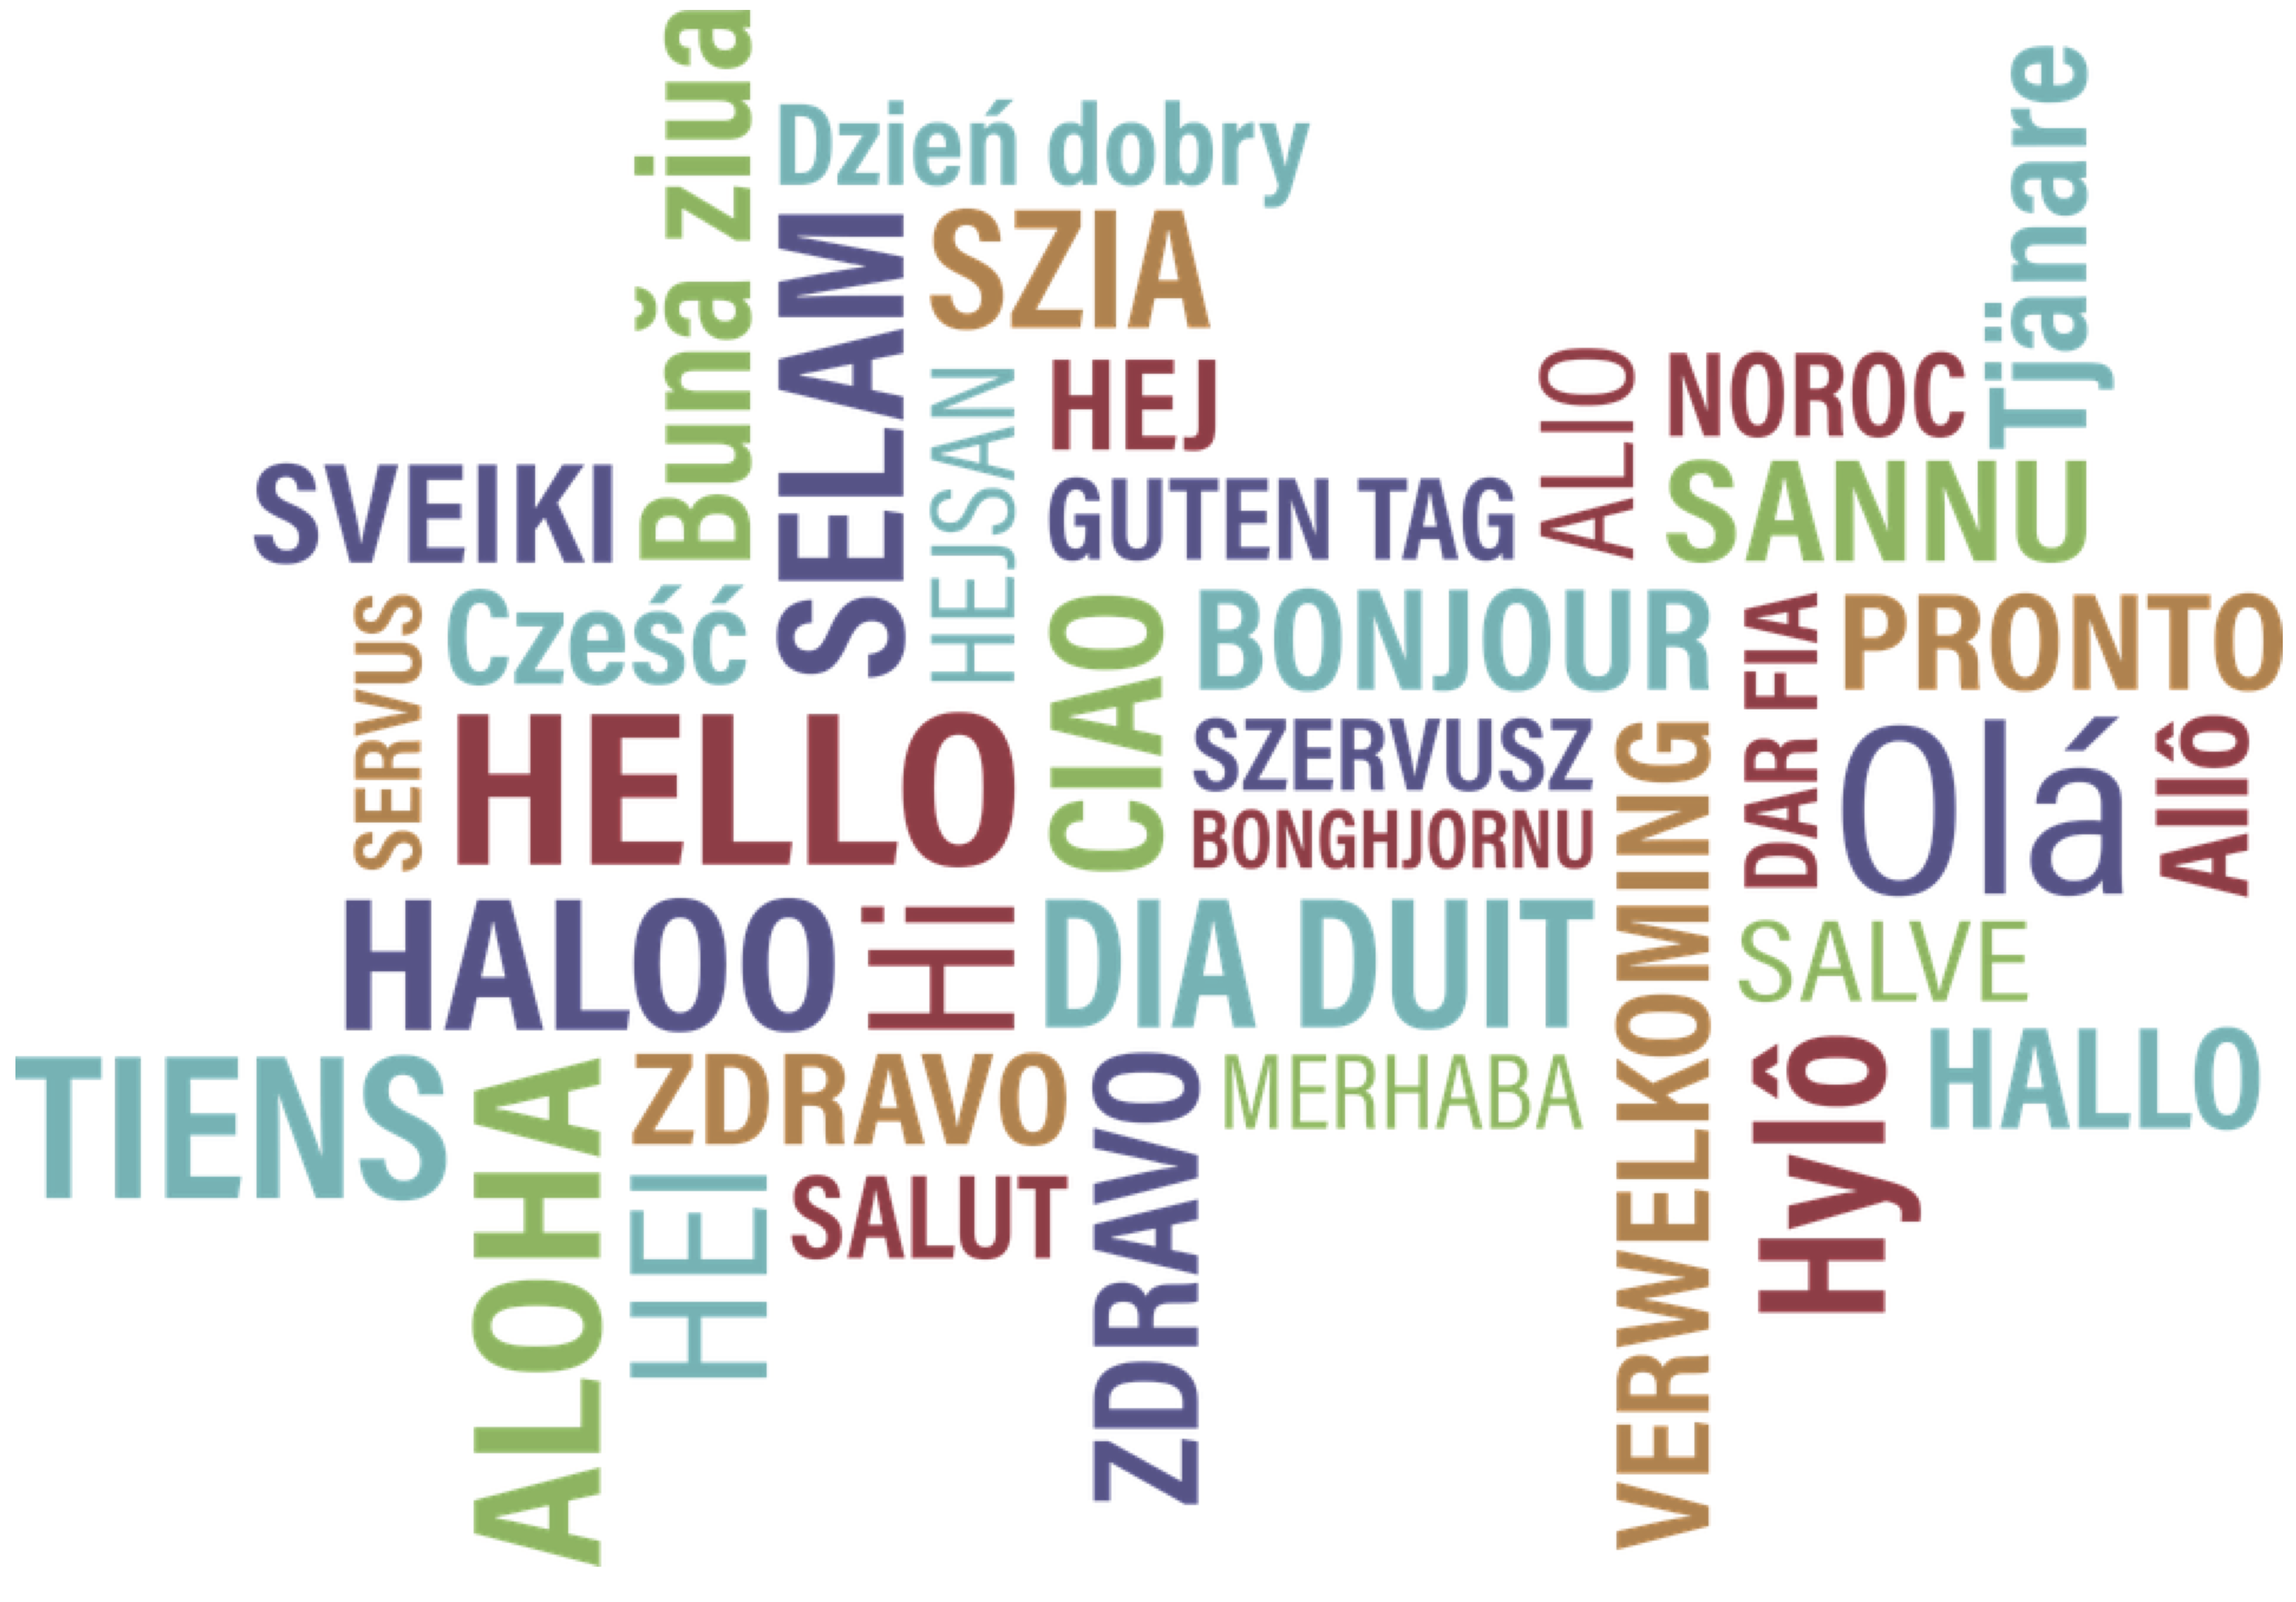 Bună ziua
Dzień dobry
Tjänare
SELAM
SZIA
HEJSAN
HEJ
ALIO
NOROC
SVEIKI
GUTEN TAG
SANNU
SERVUS
Cześć
CIAO
BONJOUR
DAR FIA
PRONTO
HELLO
SZERVUSZ
VERWELKOMING
Olá
Allô
BONGHJORNU
HALOO
Hi
DIA DUIT
SALVE
TIENS
ALOHA
ZDRAVO
ZDRAVO
MERHABA
Hyllô
HALLO
HEI
SALUT